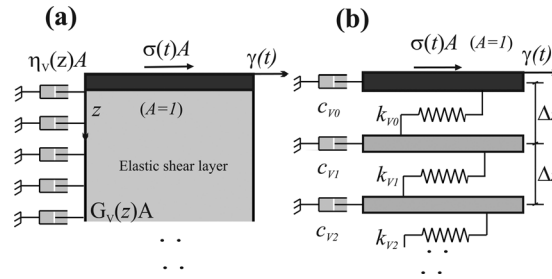 (a)
σ(t)A
η_V(z)A
γ(t)
z
(A=1)
Elastic shear layer
G_V(z)A
. .
. .
(b)
σ(t)A (A=1)
γ(t)
c_V0
k_V0
Δ
c_V1
k_V1
Δ
c_V2
k_V2
. .
. .